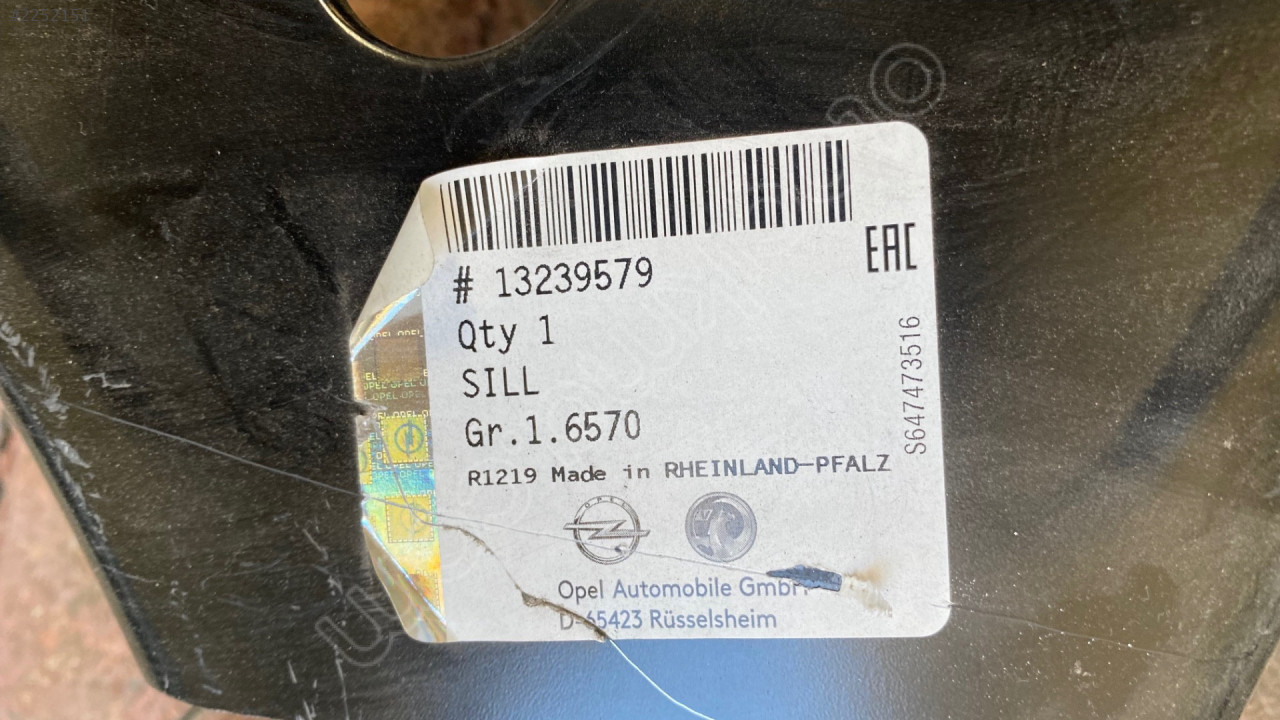 # 13239579
Qty 1
SILL
Gr.1.6570
R1219 Made in RHEINLAND-PFALZ
EAC
S647473516
OPEL
Opel Automobile GmbH
D-65423 Rüsselsheim